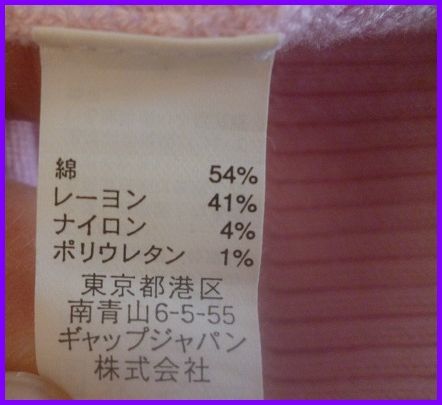 綿 54%
レーヨン 41%
ナイロン 4%
ポリウレタン 1%
東京都港区
南青山6-5-55
ギャップジャパン
株式会社